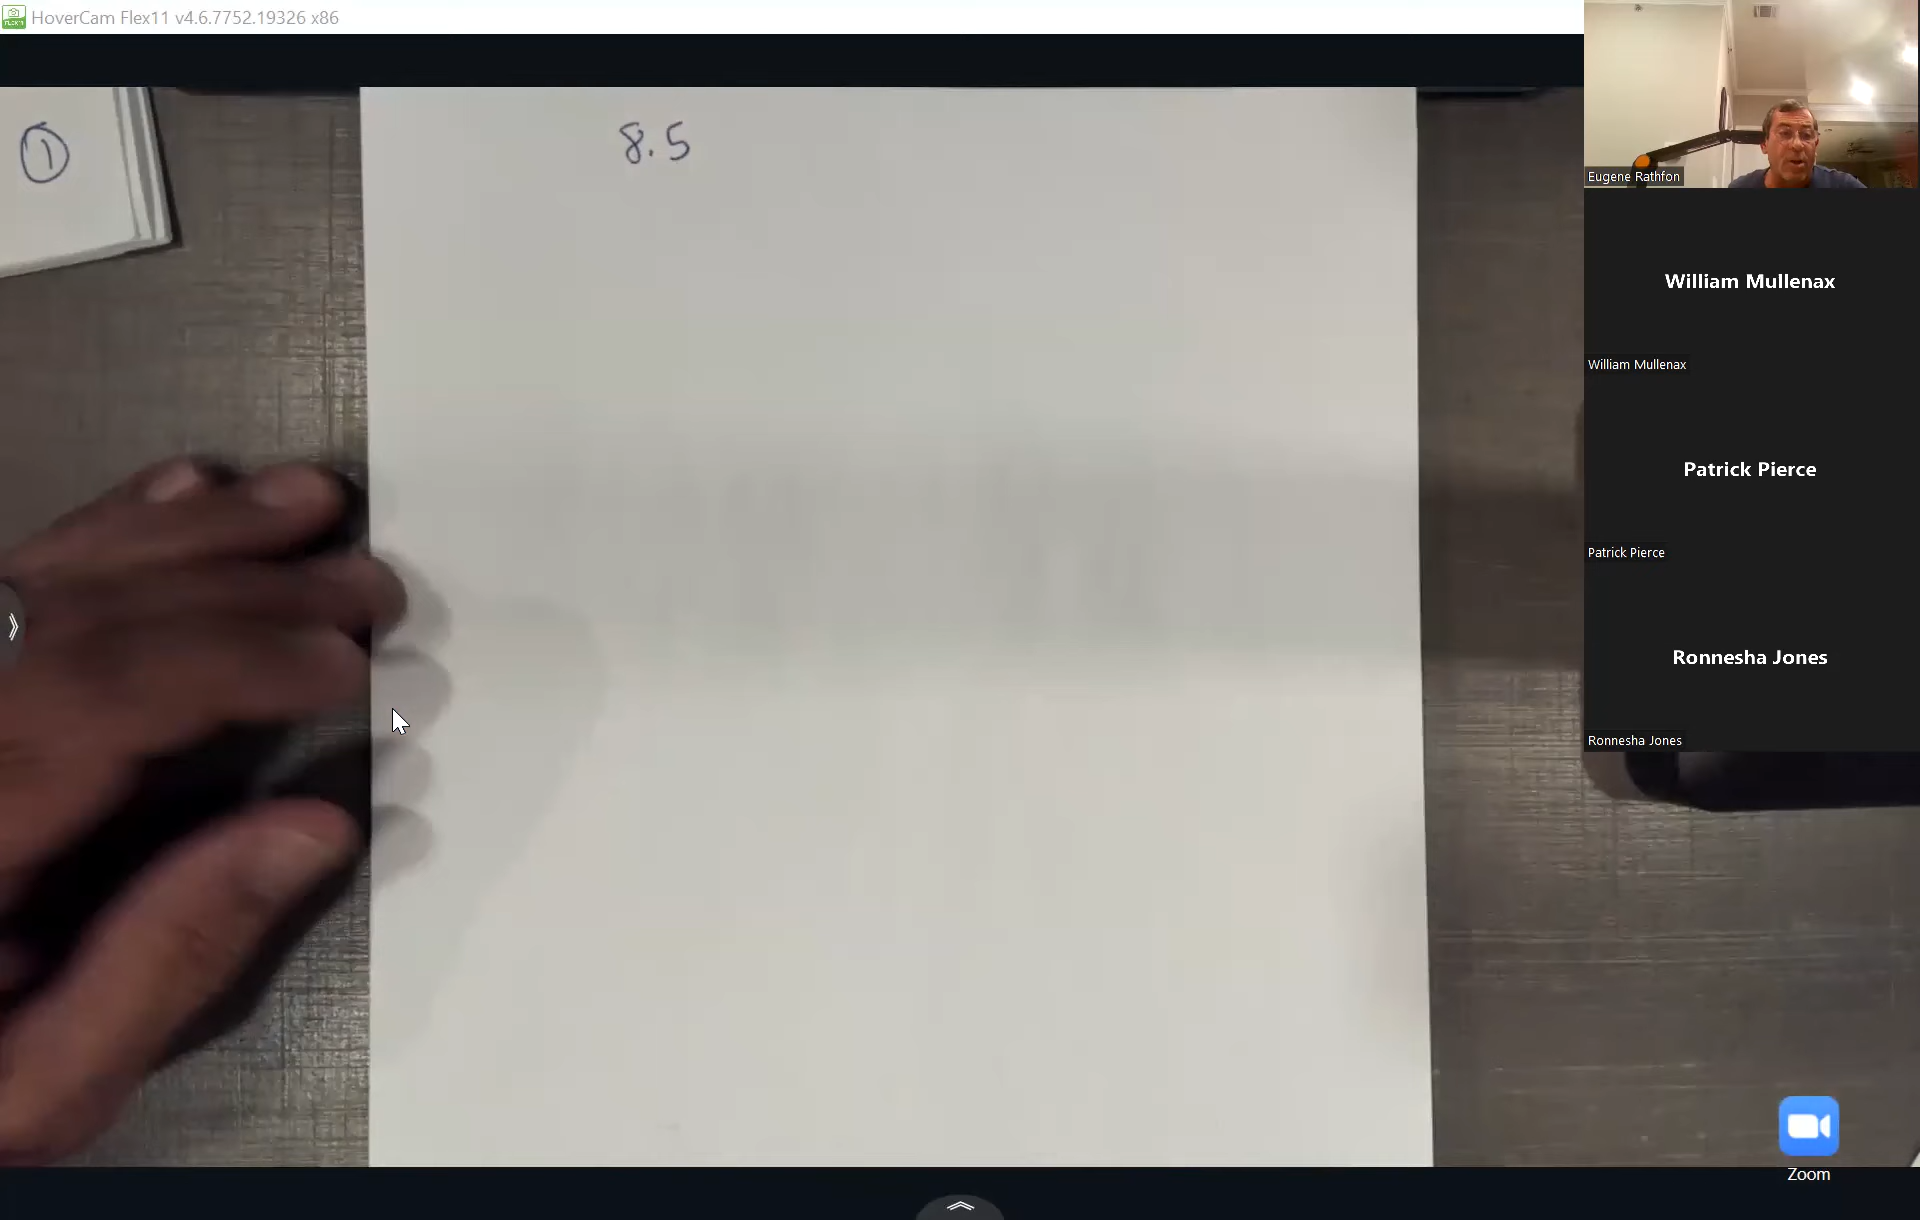 HoverCam Flex11 v4.6.7752.19326 x86
①
8.5
Eugene Rathfon
William Mullenax
William Mullenax
Patrick Pierce
Patrick Pierce
Ronnesha Jones
Ronnesha Jones
Zoom